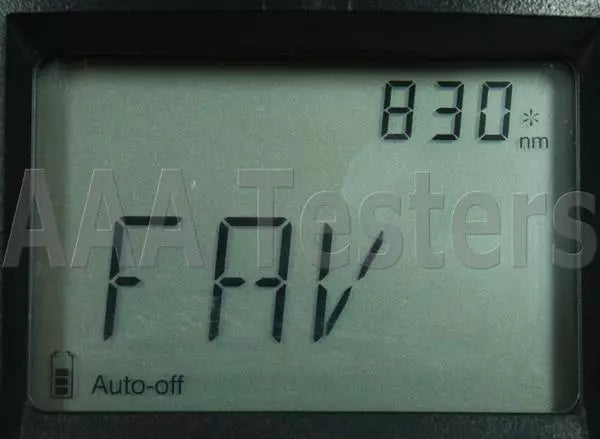 830
* nm
AAA Testers
FAV
Auto-off